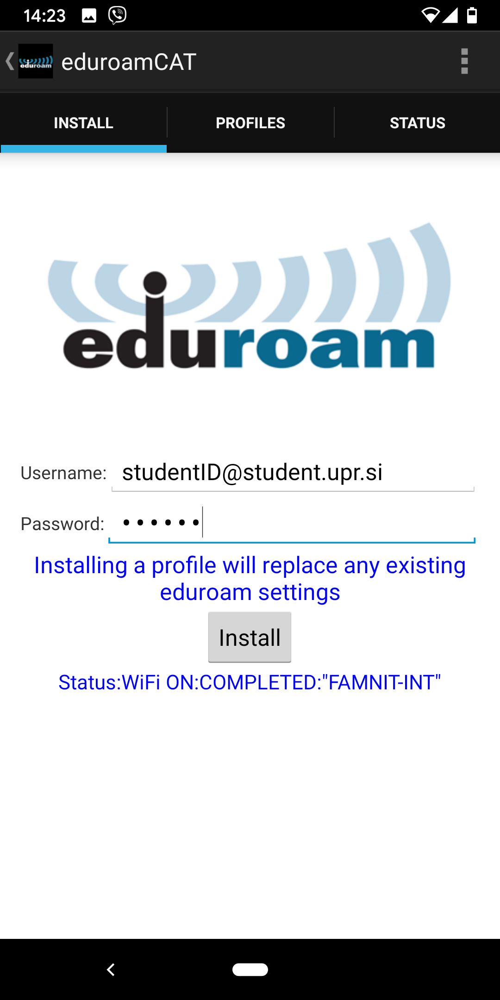 14:23
eduroam
eduroamCAT
INSTALL
PROFILES
STATUS
eduroam
Username: studentID@student.upr.si
Password: ••••••
Installing a profile will replace any existing
eduroam settings
Install
Status:WiFi ON:COMPLETED:"FAMNIT-INT"